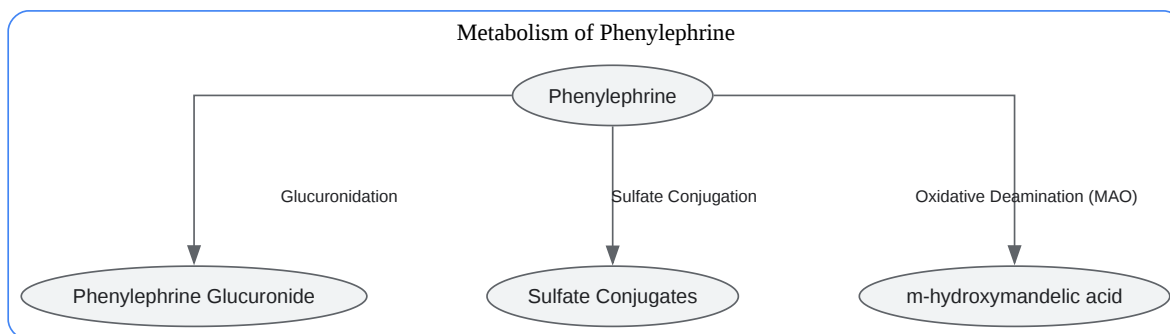 Metabolism of Phenylephrine
Phenylephrine
Glucuronidation
Sulfate Conjugation
Oxidative Deamination (MAO)
Phenylephrine Glucuronide
Sulfate Conjugates
m-hydroxymandelic acid